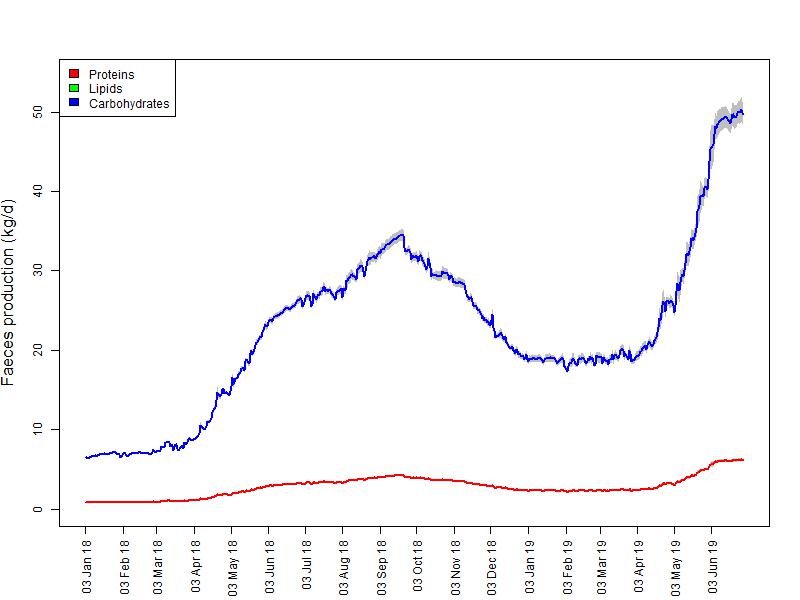 Proteins
Lipids
Carbohydrates
Faeces production (kg/d)
50
40
30
20
10
0
03 Jan 18
03 Feb 18
03 Mar 18
03 Apr 18
03 May 18
03 Jun 18
03 Jul 18
03 Aug 18
03 Sep 18
03 Oct 18
03 Nov 18
03 Dec 18
03 Jan 19
03 Feb 19
03 Mar 19
03 Apr 19
03 May 19
03 Jun 19